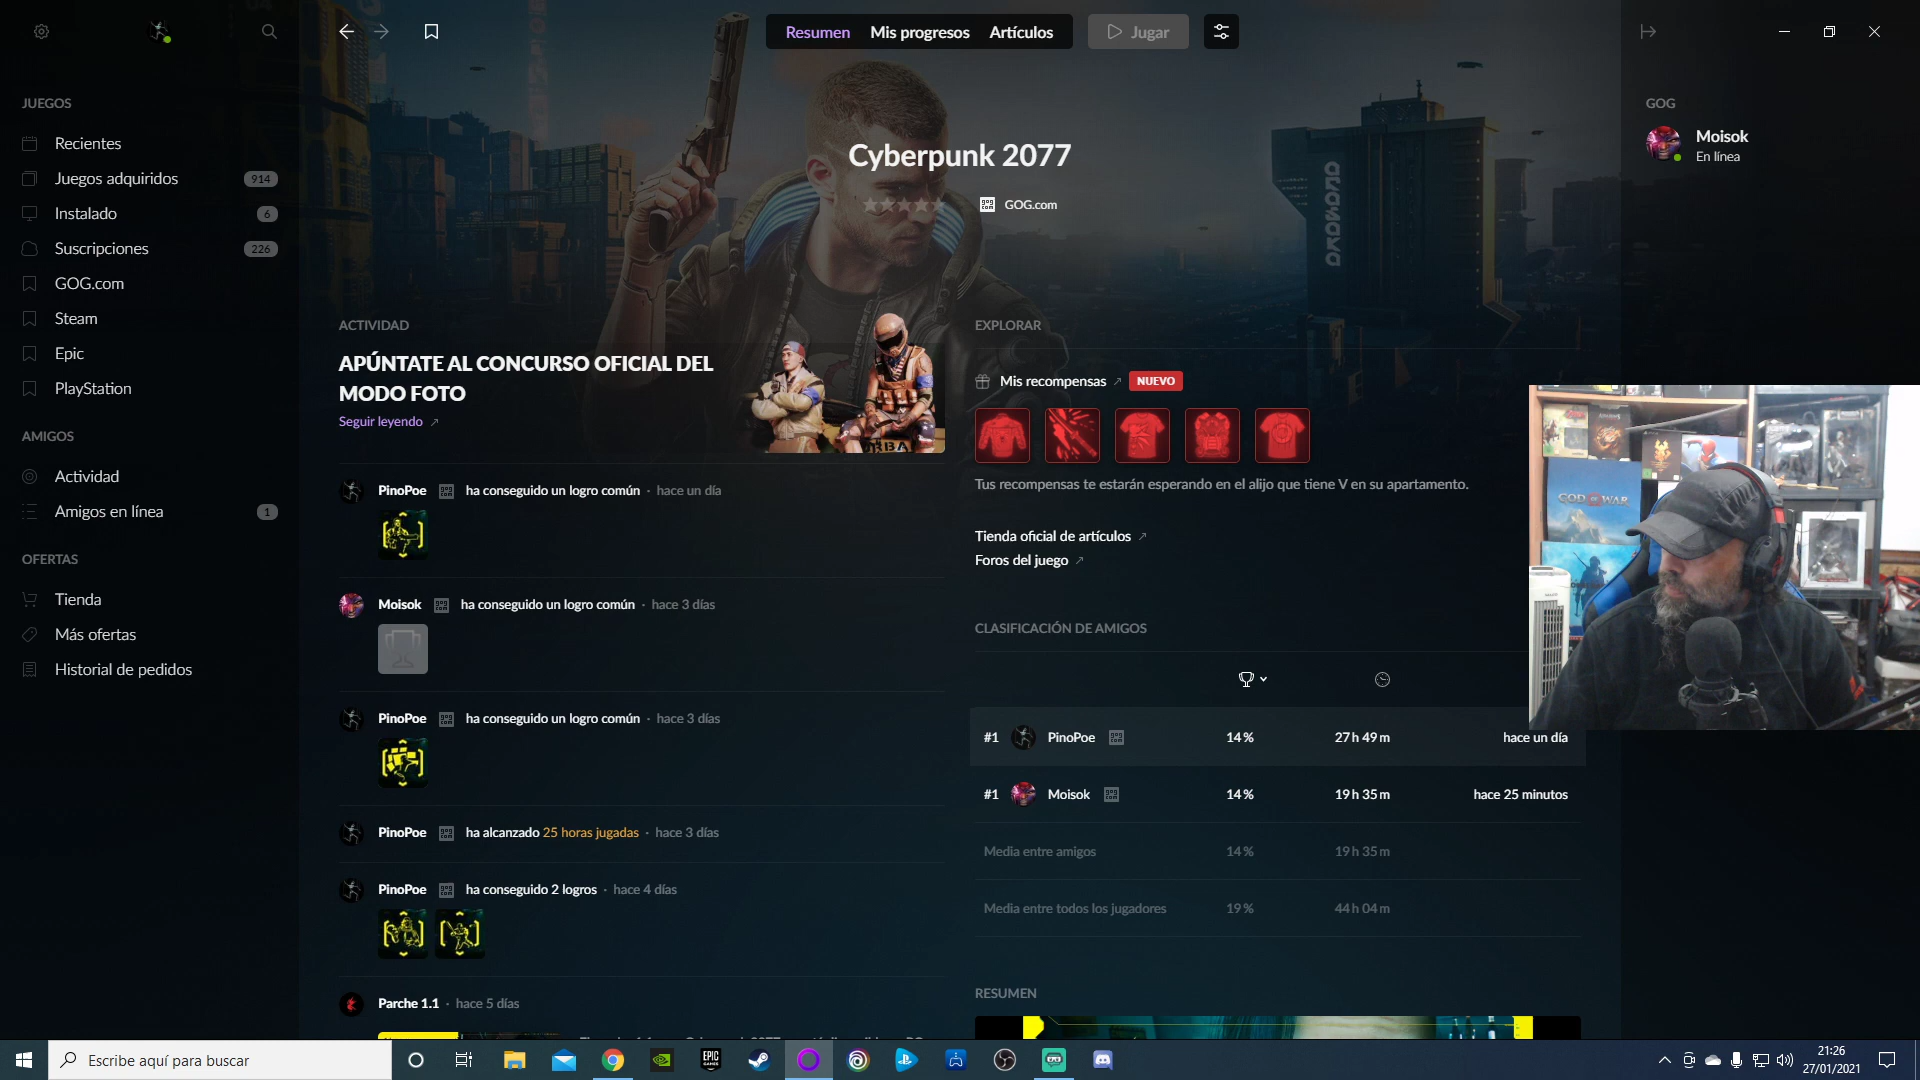 Resumen
Mis progresos
Artículos
Jugar
JUEGOS
Recientes
Juegos adquiridos 914
Instalado 6
Suscripciones 226
GOG.com
Steam
Epic
PlayStation
AMIGOS
Actividad
Amigos en línea 1
OFERTAS
Tienda
Más ofertas
Historial de pedidos
Cyberpunk 2077
GOG.com
ACTIVIDAD
APÚNTATE AL CONCURSO OFICIAL DEL
MODO FOTO
Seguir leyendo
PinoPoe ha conseguido un logro común · hace un día
Moisok ha conseguido un logro común · hace 3 días
PinoPoe ha conseguido un logro común · hace 3 días
PinoPoe ha alcanzado 25 horas jugadas · hace 3 días
PinoPoe ha conseguido 2 logros · hace 4 días
Parche 1.1 · hace 5 días
EXPLORAR
Mis recompensas NUEVO
Tus recompensas te estarán esperando en el alijo que tiene V en su apartamento.
Tienda oficial de artículos
Foros del juego
CLASIFICACIÓN DE AMIGOS
#1 PinoPoe 14% 27 h 49 m hace un día
#1 Moisok 14% 19 h 35 m hace 25 minutos
Media entre amigos 14% 19 h 35 m
Media entre todos los jugadores 19% 44 h 04 m
RESUMEN
GOG
Moisok
En línea
GOD OF WAR
Escribe aquí para buscar
EPIC GAMES
21:26
27/01/2021